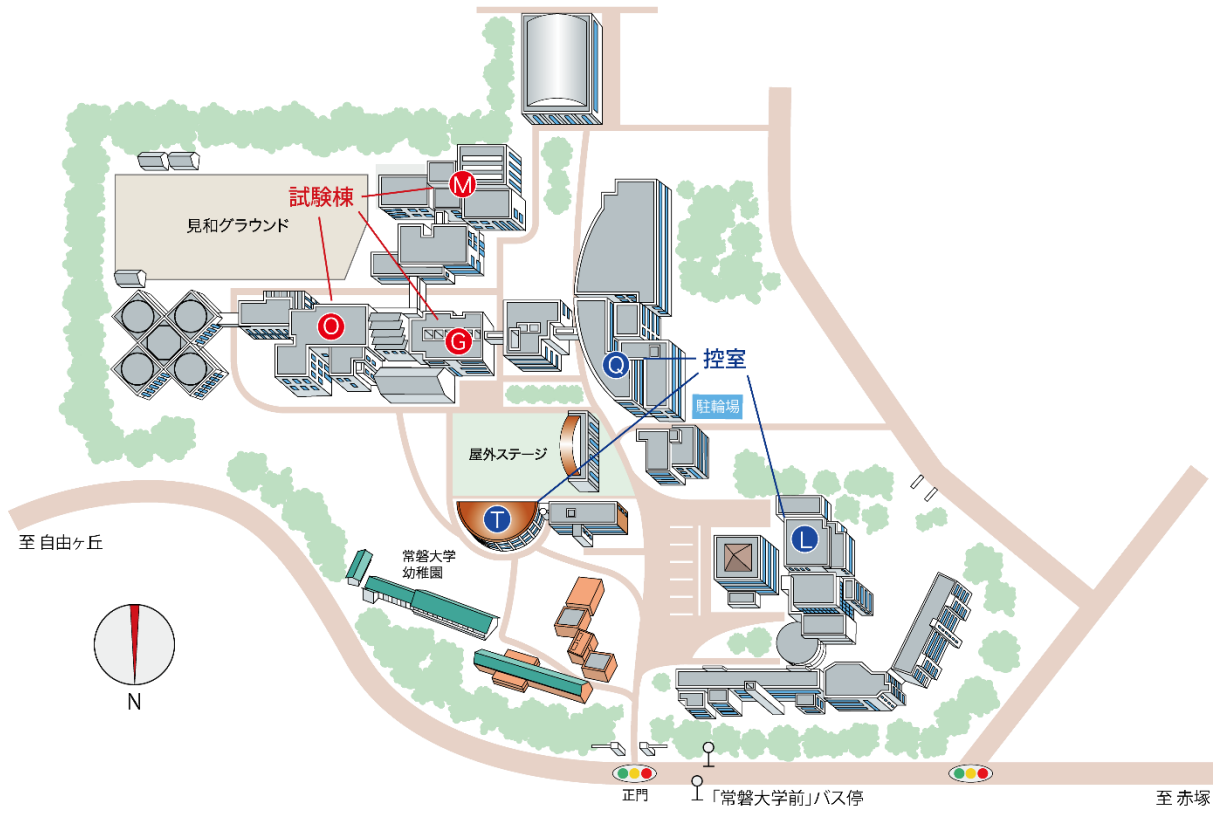 M
試験棟
見和グラウンド
O
G
Q
控室
駐輪場
屋外ステージ
T
L
至 自由ヶ丘
常磐大学
幼稚園
N
正門
「常磐大学前」バス停
至 赤塚